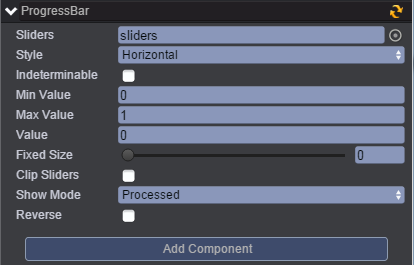 ProgressBar
Sliders sliders
Style Horizontal
Indeterminable
Min Value 0
Max Value 1
Value 0
Fixed Size 0
Clip Sliders
Show Mode Processed
Reverse
Add Component